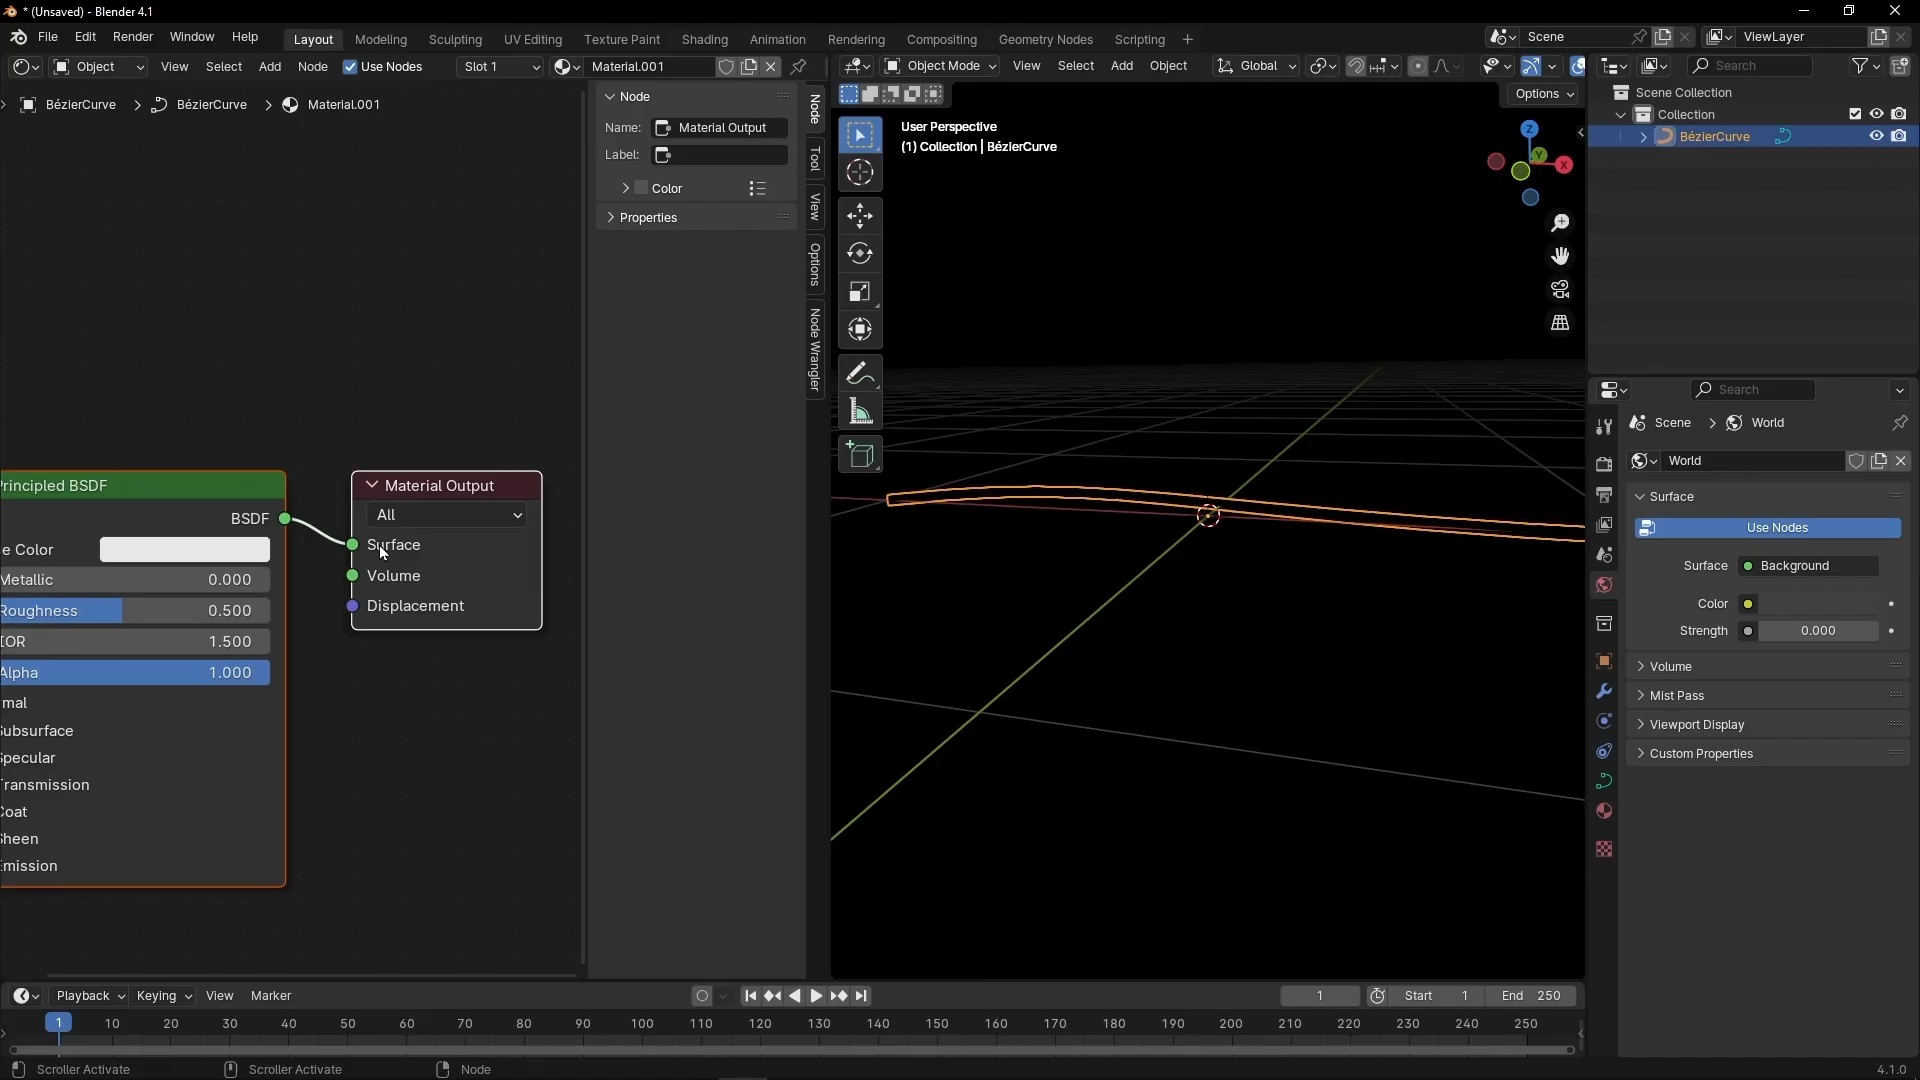 * (Unsaved) - Blender 4.1
File Edit Render Window Help
Layout Modeling Sculpting UV Editing Texture Paint Shading Animation Rendering Compositing Geometry Nodes Scripting +
Scene
ViewLayer
Object View Select Add Node Use Nodes Slot 1 Material.001
Object Mode View Select Add Object Global
Search
BézierCurve > BézierCurve > Material.001
Node
Name: Material Output
Label:
Color
Properties
Node
Tool
View
Options
Node Wrangler
Options
User Perspective
(1) Collection | BézierCurve
Z
Y
X
Scene Collection
Collection
BézierCurve
Search
Scene > World
World
Surface
Use Nodes
Surface Background
Color
Strength 0.000
Volume
Mist Pass
Viewport Display
Custom Properties
Principled BSDF
BSDF
e Color
Metallic 0.000
Roughness 0.500
IOR 1.500
Alpha 1.000
mal
Subsurface
Specular
Transmission
Coat
Sheen
Emission
Material Output
All
Surface
Volume
Displacement
Playback Keying View Marker
1
Start 1
End 250
1 10 20 30 40 50 60 70 80 90 100 110 120 130 140 150 160 170 180 190 200 210 220 230 240 250
Scroller Activate
Scroller Activate
Node
4.1.0